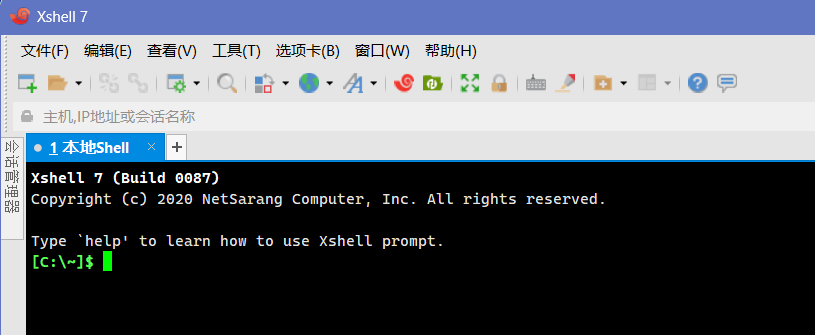 Xshell 7
文件(F) 编辑(E) 查看(V) 工具(T) 选项卡(B) 窗口(W) 帮助(H)
主机,IP地址或会话名称
会话管理器
1 本地Shell
Xshell 7 (Build 0087)
Copyright (c) 2020 NetSarang Computer, Inc. All rights reserved.
Type `help' to learn how to use Xshell prompt.
[C:\~]$